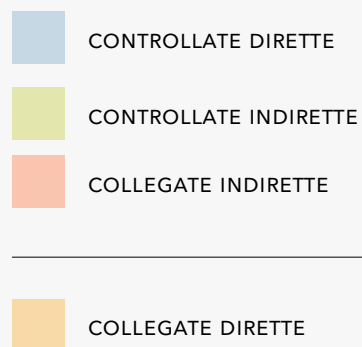 CONTROLLATE DIRETTE
CONTROLLATE INDIRETTE
COLLEGATE INDIRETTE
COLLEGATE DIRETTE